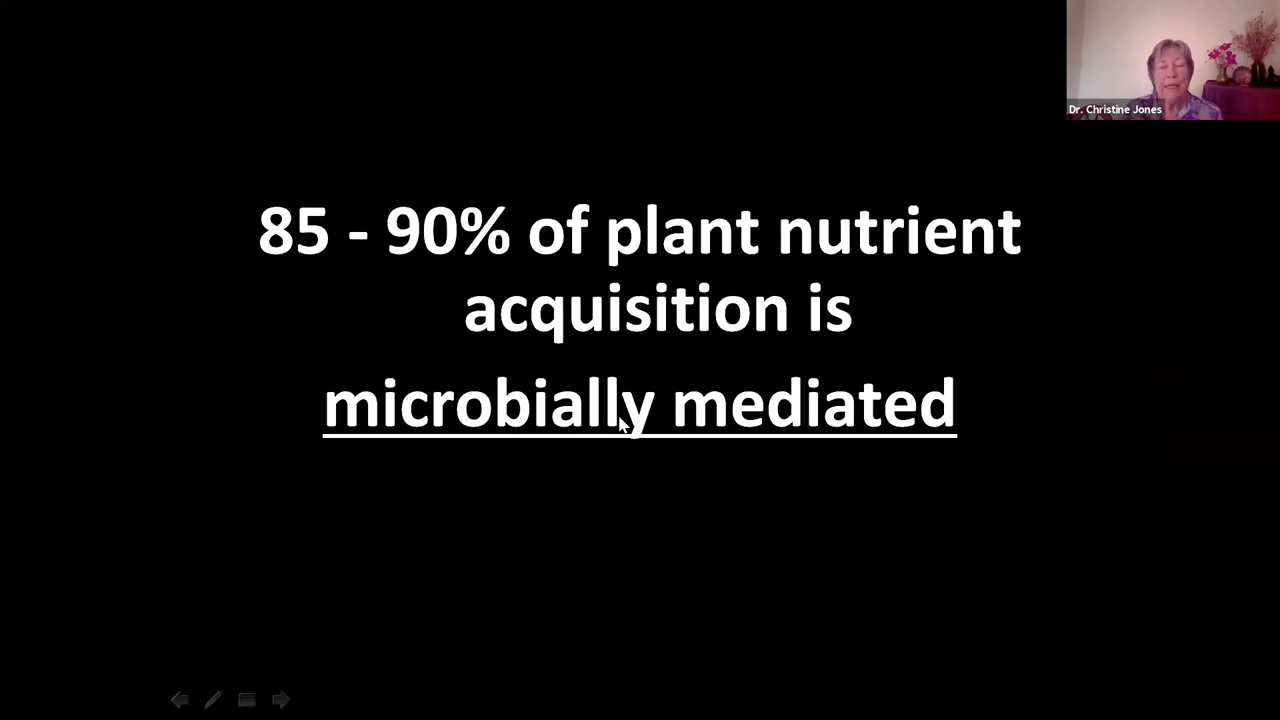 Dr. Christine Jones
85 - 90% of plant nutrient
acquisition is
microbially mediated